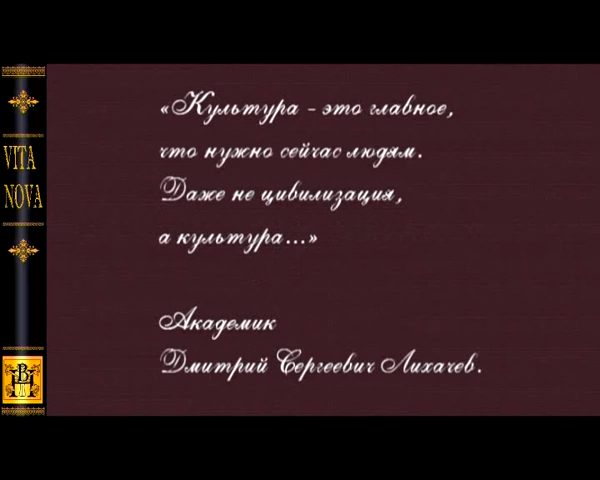 VITA
NOVA
«Культура - это главное,
что нужно сейчас людям.
Даже не цивилизация,
а культура...»
Академик
Дмитрий Сергеевич Лихачев.